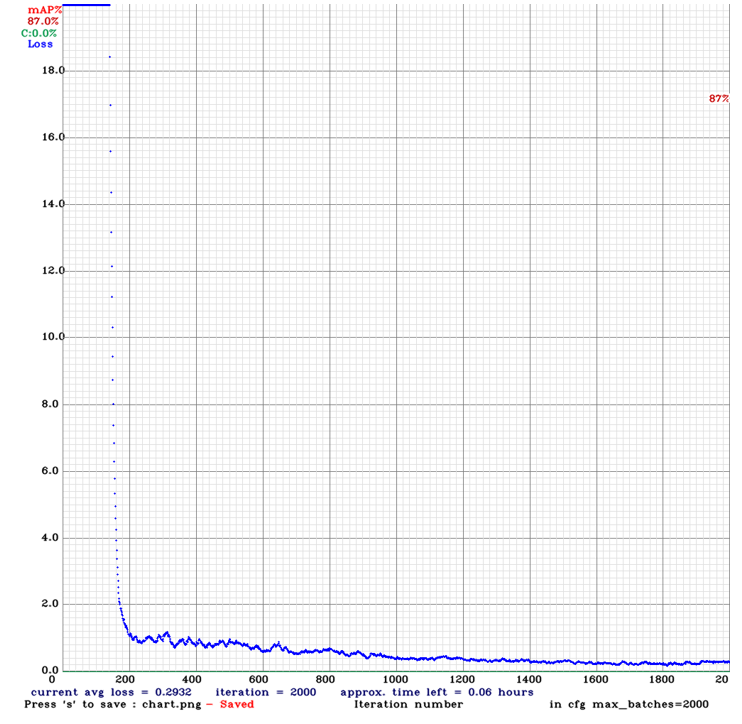 mAP%
87.0%
C:0.0%
Loss
18.0
87%
16.0
14.0
12.0
10.0
8.0
6.0
4.0
2.0
0.0
0 200 400 600 800 1000 1200 1400 1600 1800 20
current avg loss = 0.2932 iteration = 2000 approx. time left = 0.06 hours
Press 's' to save : chart.png - Saved Iteration number in cfg max_batches=2000